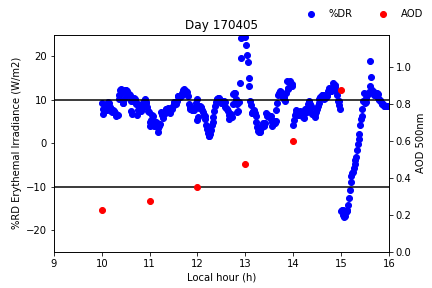 %DR AOD
Day 170405
%RD Erythemal Irradiance (W/m2)
20
10
0
−10
−20
1.0
0.8
0.6
0.4
0.2
0.0
AOD 500nm
9 10 11 12 13 14 15 16
Local hour (h)